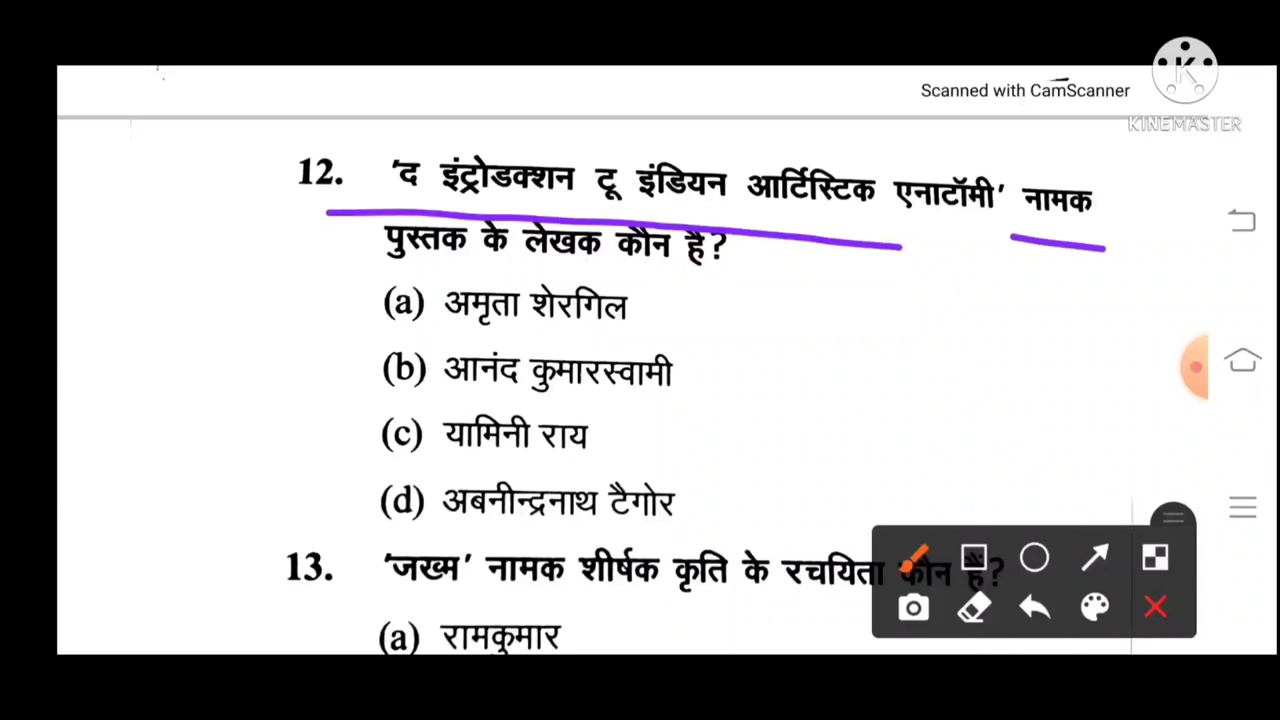 Scanned with CamScanner
KINEMASTER
12. 'द इंट्रोडक्शन टू इंडियन आर्टिस्टिक एनाटॉमी' नामक
पुस्तक के लेखक कौन है?
(a) अमृता शेरगिल
(b) आनंद कुमारस्वामी
(c) यामिनी राय
(d) अबनीन्द्रनाथ टैगोर
13. 'जख्म' नामक शीर्षक कृति के रचयिता कौन हैं?
(a) रामकुमार